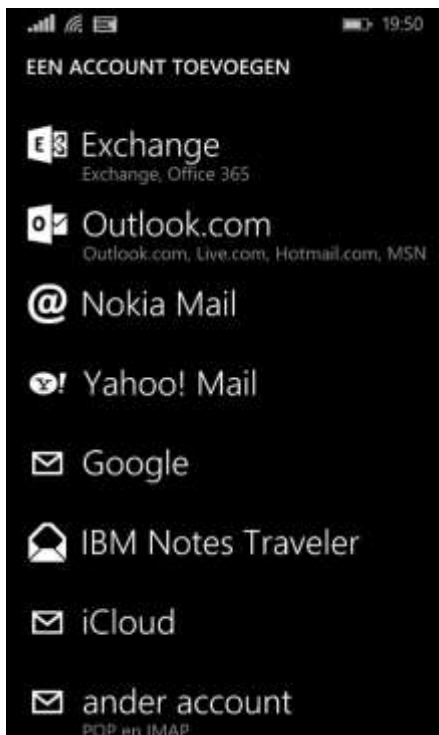 19:50
EEN ACCOUNT TOEVOEGEN
Exchange
Exchange, Office 365
Outlook.com
Outlook.com, Live.com, Hotmail.com, MSN
Nokia Mail
Yahoo! Mail
Google
IBM Notes Traveler
iCloud
ander account
POP en IMAP